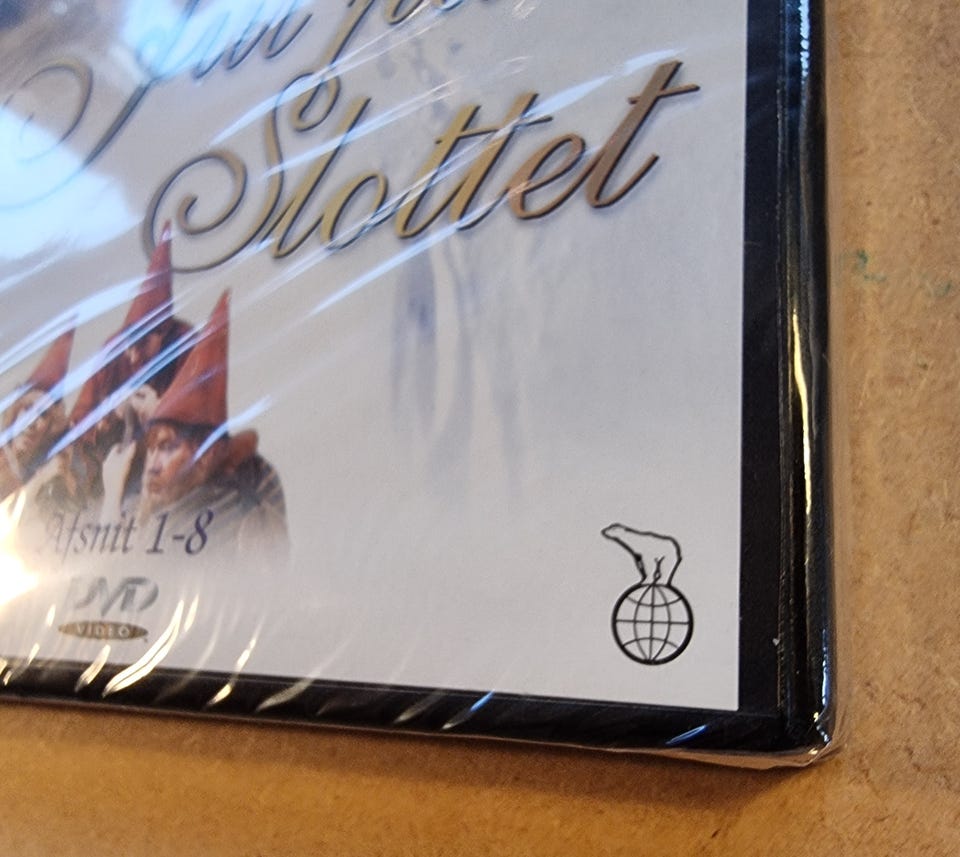 Slottet
Afsnit 1-8
DVD
VIDEO